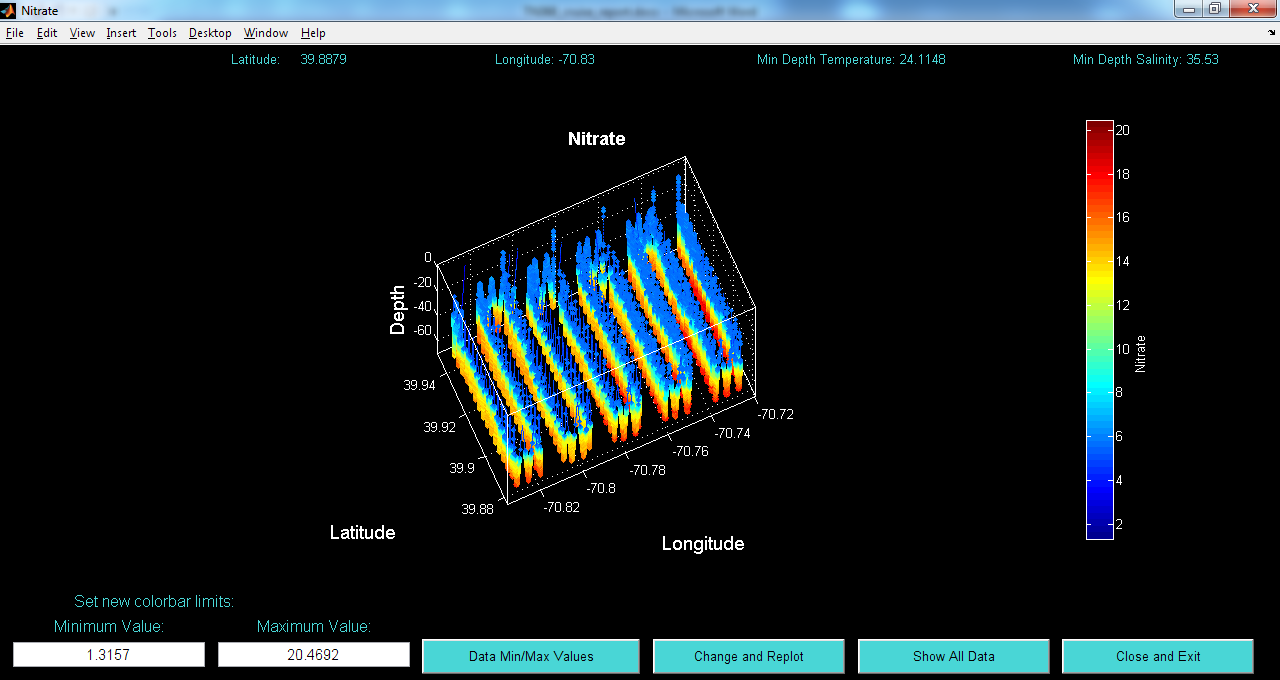 Nitrate
File Edit View Insert Tools Desktop Window Help
Latitude: 39.8879 Longitude: -70.83 Min Depth Temperature: 24.1148 Min Depth Salinity: 35.53
Nitrate
20
18
16
14
12
10
8
6
4
2
Nitrate
0
-20
-40
-60
Depth
39.94
39.92
39.9
39.88
Latitude
-70.72
-70.74
-70.76
-70.78
-70.8
-70.82
Longitude
Set new colorbar limits:
Minimum Value: Maximum Value:
1.3157 20.4692 Data Min/Max Values Change and Replot Show All Data Close and Exit